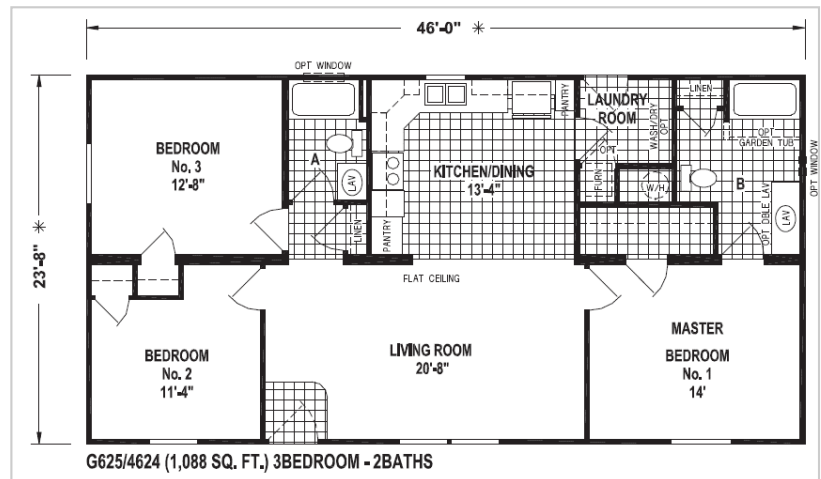 46'-0" ✳
OPT WINDOW
23'-8" ✳
BEDROOM
No. 3
12'-8"
A
LAV
LINEN
KITCHEN/DINING
13'-4"
PANTRY
PANTRY
LAUNDRY
ROOM
WASH/DRY
OPT
OPT
FURN
W/H
LINEN
OPT
GARDEN TUB
B
OPT DBLE LAV
LAV
OPT WINDOW
FLAT CEILING
BEDROOM
No. 2
11'-4"
LIVING ROOM
20'-8"
MASTER
BEDROOM
No. 1
14'
G625/4624 (1,088 SQ. FT.) 3BEDROOM - 2BATHS